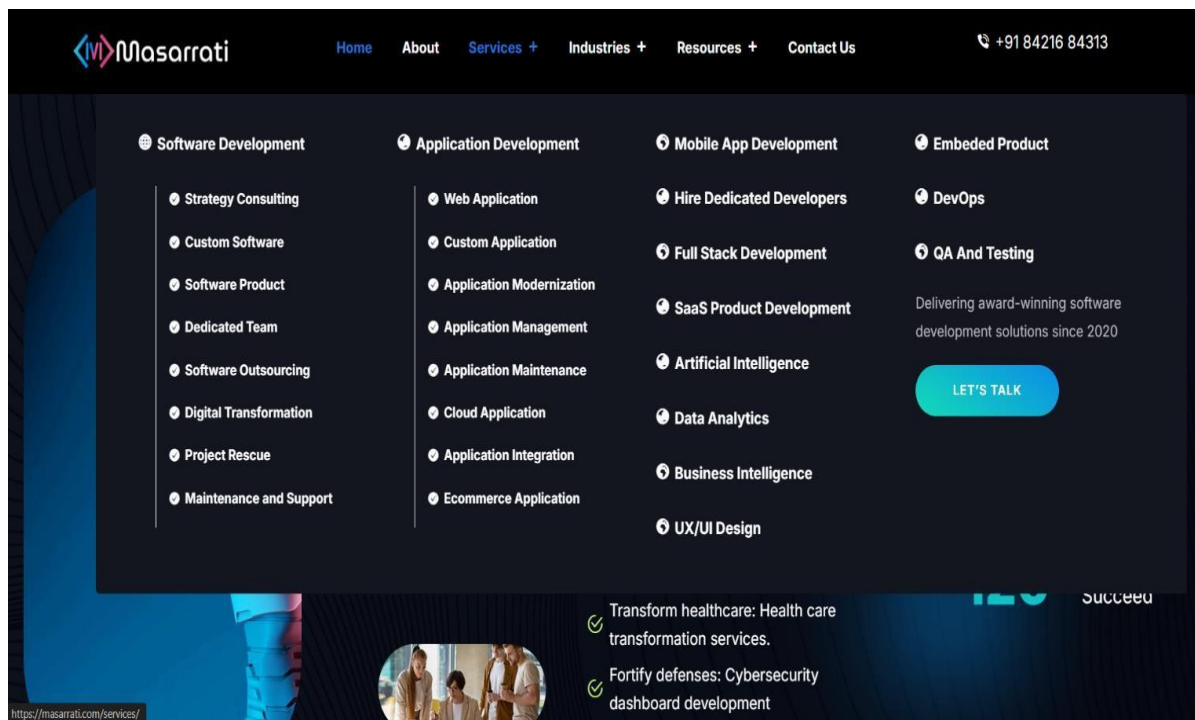 Masarrati
Home About Services + Industries + Resources + Contact Us
+91 84216 84313
Software Development
Strategy Consulting
Custom Software
Software Product
Dedicated Team
Software Outsourcing
Digital Transformation
Project Rescue
Maintenance and Support
Application Development
Web Application
Custom Application
Application Modernization
Application Management
Application Maintenance
Cloud Application
Application Integration
Ecommerce Application
Mobile App Development
Hire Dedicated Developers
Full Stack Development
SaaS Product Development
Artificial Intelligence
Data Analytics
Business Intelligence
UX/UI Design
Embeded Product
DevOps
QA And Testing
Delivering award-winning software
development solutions since 2020
LET'S TALK
Succeed
Transform healthcare: Health care
transformation services.
Fortify defenses: Cybersecurity
dashboard development
https://masarrati.com/services/